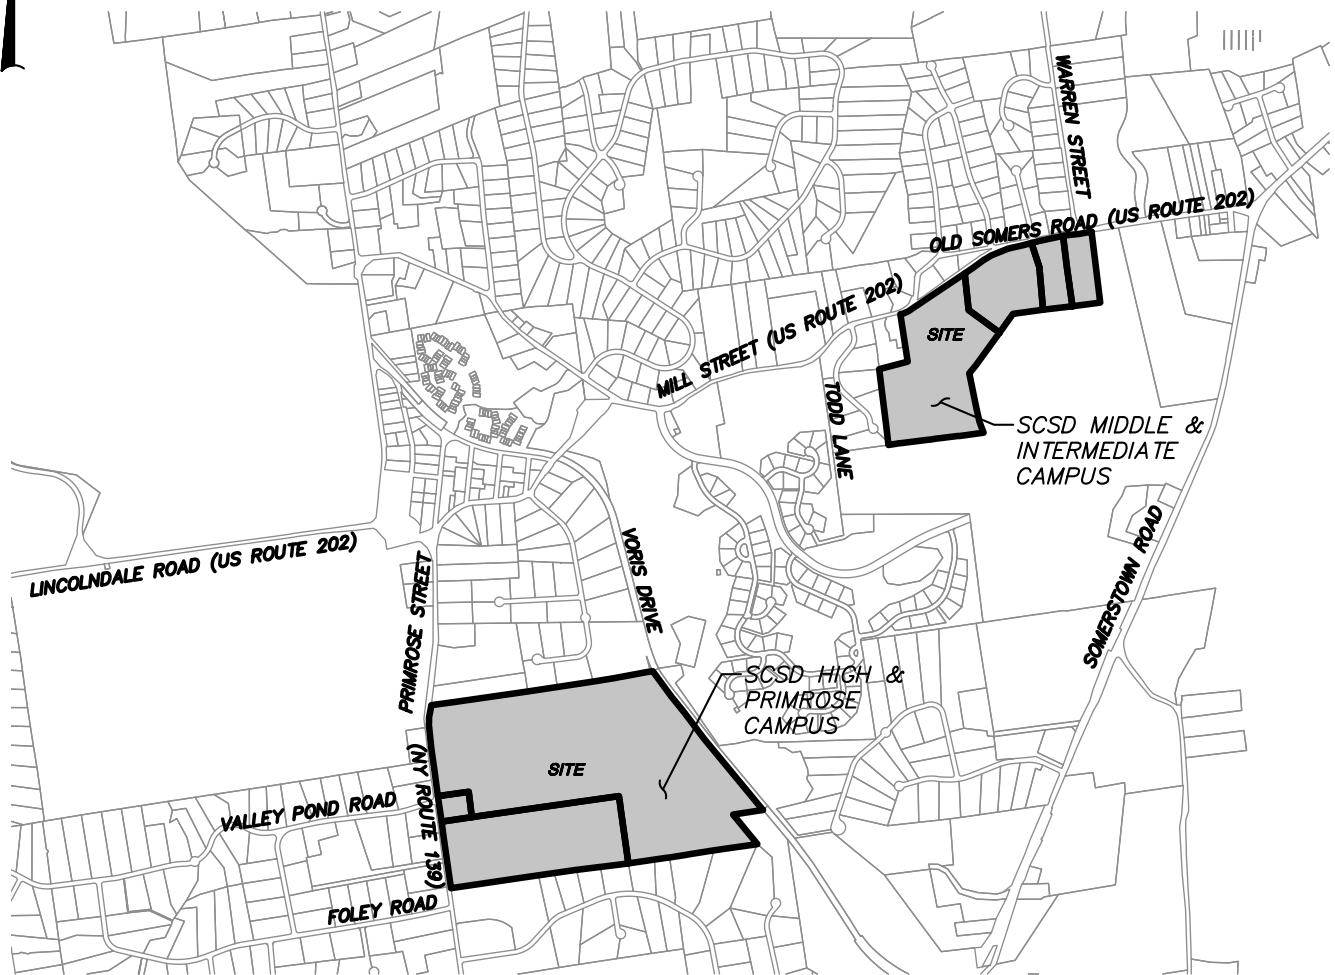 WARREN STREET
OLD SOMERS ROAD (US ROUTE 202)
MILL STREET (US ROUTE 202)
SITE
TODD LANE
SCSD MIDDLE &
INTERMEDIATE
CAMPUS
LINCOLNDALE ROAD (US ROUTE 202)
VORIS DRIVE
SOMERSTOWN ROAD
PRIMROSE STREET
(NY ROUTE 139)
SCSD HIGH &
PRIMROSE
CAMPUS
SITE
VALLEY POND ROAD
FOLEY ROAD